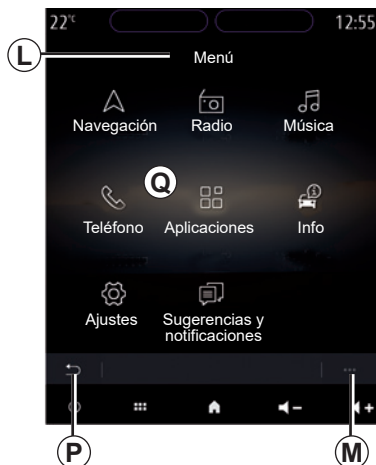 22°C 12:55
L
Menú
Navegación Radio Música
Q
Teléfono Aplicaciones Info
Ajustes Sugerencias y
notificaciones
P M